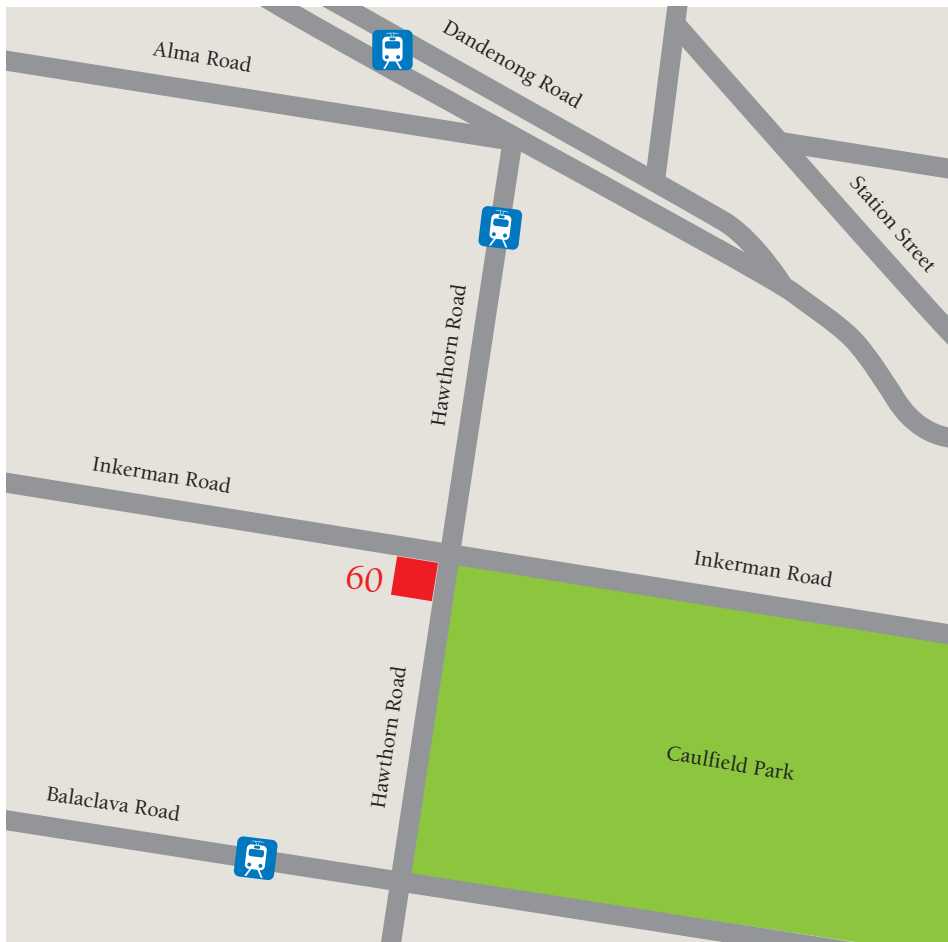 Dandenong Road
Alma Road
Station Street
Hawthorn Road
Inkerman Road
Inkerman Road
60
Hawthorn Road
Caulfield Park
Balaclava Road